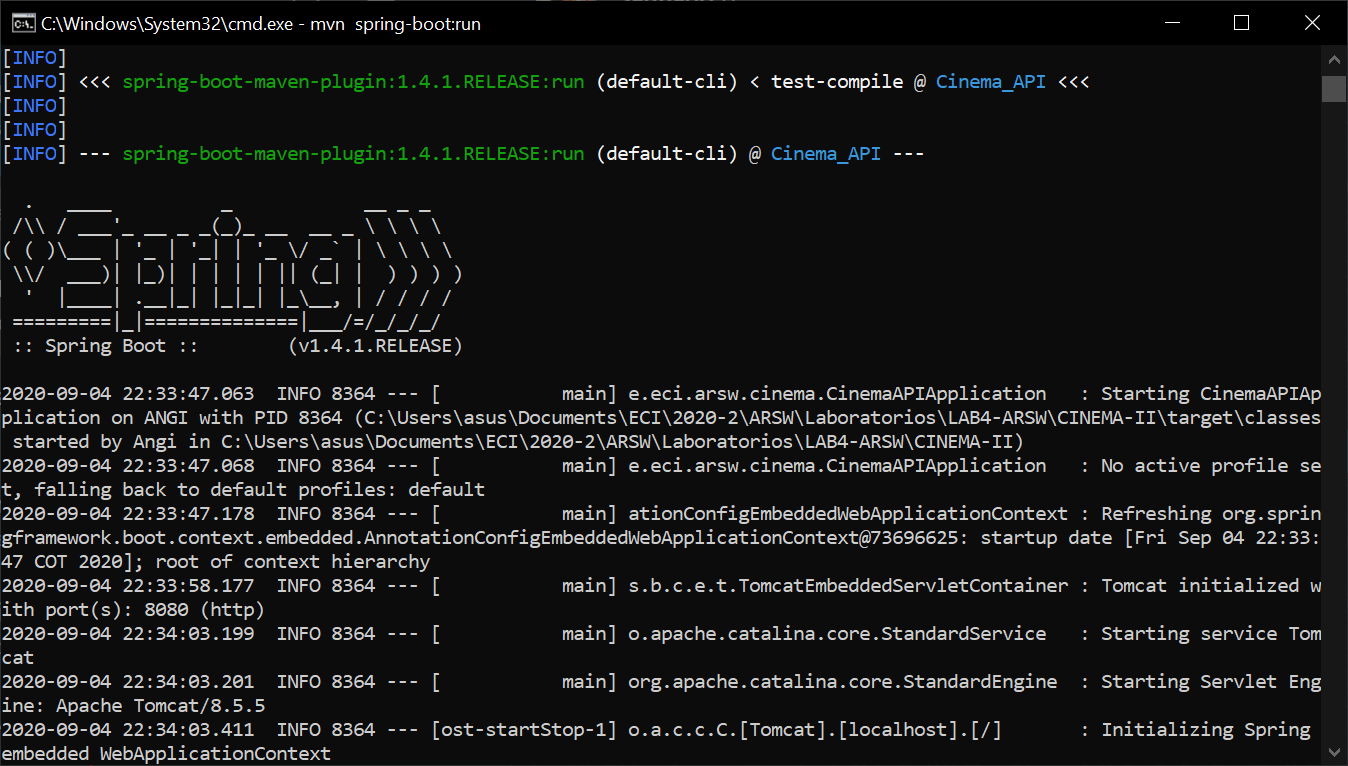 C:\Windows\System32\cmd.exe - mvn  spring-boot:run
[INFO]
[INFO] <<< spring-boot-maven-plugin:1.4.1.RELEASE:run (default-cli) < test-compile @ Cinema_API <<<
[INFO]
[INFO]
[INFO] --- spring-boot-maven-plugin:1.4.1.RELEASE:run (default-cli) @ Cinema_API ---
  .   ____          _            __ _ _
 /\\ / ___'_ __ _ _(_)_ __  __ _ \ \ \ \
( ( )\___ | '_ | '_| | '_ \/ _` | \ \ \ \
 \\/  ___)| |_)| | | | | || (_| |  ) ) ) )
  '  |____| .__|_| |_|_| |_\__, | / / / /
 =========|_|==============|___/=/_/_/_/
 :: Spring Boot ::        (v1.4.1.RELEASE)
2020-09-04 22:33:47.063  INFO 8364 --- [           main] e.eci.arsw.cinema.CinemaAPIApplication   : Starting CinemaAPIAp
plication on ANGI with PID 8364 (C:\Users\asus\Documents\ECI\2020-2\ARSW\Laboratorios\LAB4-ARSW\CINEMA-II\target\classes
 started by Angi in C:\Users\asus\Documents\ECI\2020-2\ARSW\Laboratorios\LAB4-ARSW\CINEMA-II)
2020-09-04 22:33:47.068  INFO 8364 --- [           main] e.eci.arsw.cinema.CinemaAPIApplication   : No active profile se
t, falling back to default profiles: default
2020-09-04 22:33:47.178  INFO 8364 --- [           main] ationConfigEmbeddedWebApplicationContext : Refreshing org.sprin
gframework.boot.context.embedded.AnnotationConfigEmbeddedWebApplicationContext@73696625: startup date [Fri Sep 04 22:33:
47 COT 2020]; root of context hierarchy
2020-09-04 22:33:58.177  INFO 8364 --- [           main] s.b.c.e.t.TomcatEmbeddedServletContainer : Tomcat initialized w
ith port(s): 8080 (http)
2020-09-04 22:34:03.199  INFO 8364 --- [           main] o.apache.catalina.core.StandardService   : Starting service Tom
cat
2020-09-04 22:34:03.201  INFO 8364 --- [           main] org.apache.catalina.core.StandardEngine  : Starting Servlet Eng
ine: Apache Tomcat/8.5.5
2020-09-04 22:34:03.411  INFO 8364 --- [ost-startStop-1] o.a.c.c.C.[Tomcat].[localhost].[/]       : Initializing Spring
embedded WebApplicationContext